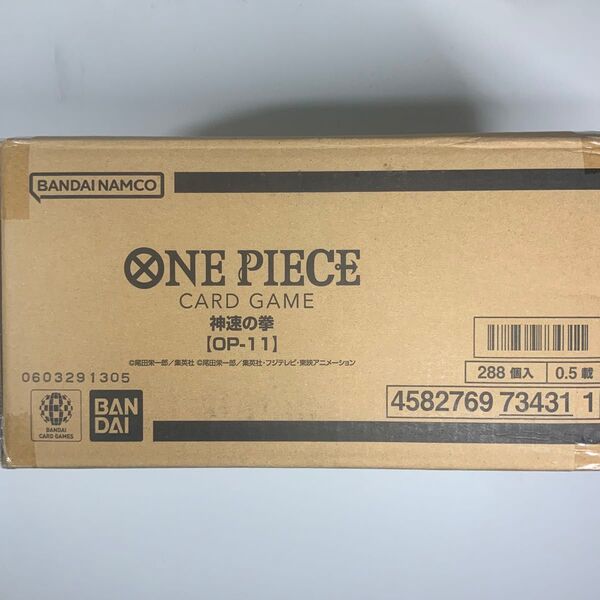 BANDAI NAMCO
ONE PIECE
CARD GAME
神速の拳
【OP-11】
©尾田栄一郎／集英社 ©尾田栄一郎／集英社・フジテレビ・東映アニメーション
0603291305
BANDAI
CARD GAMES
BAN
DAI
288 個入 0.5 載
4582769 73431 1